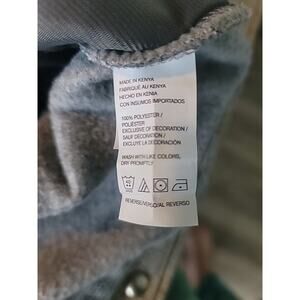 MADE IN KENYA
FABRIQUÉ AU KENYA
HECHO EN KENIA
CON INSUMOS IMPORTADOS
100% POLYESTER /
POLIÉSTER
EXCLUSIVE OF DECORATION /
SAUF DÉCORATION /
EXCLUYE LA DECORACIÓN
WASH WITH LIKE COLORS,
DRY PROMPTLY
REVERSE/VERSO/AL REVERSO